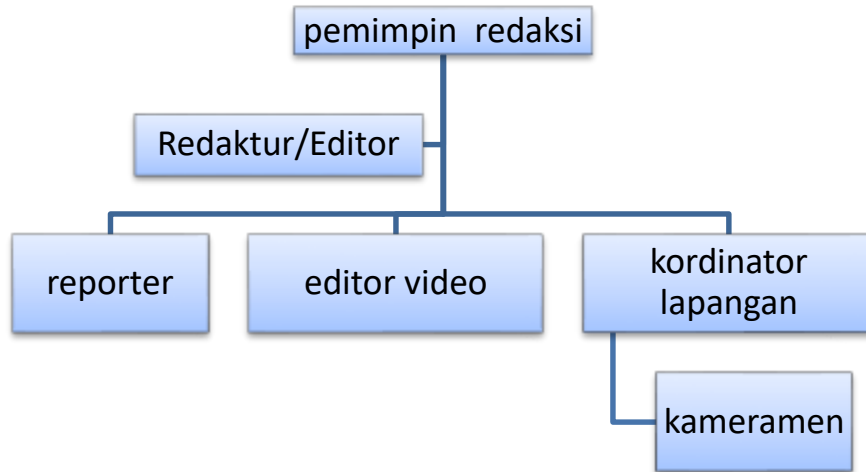 pemimpin redaksi
Redaktur/Editor
reporter
editor video
kordinator
lapangan
kameramen